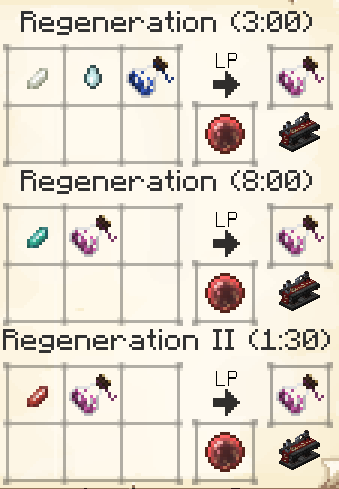 Regeneration (3:00)
LP
Regeneration (8:00)
LP
Regeneration II (1:30)
LP